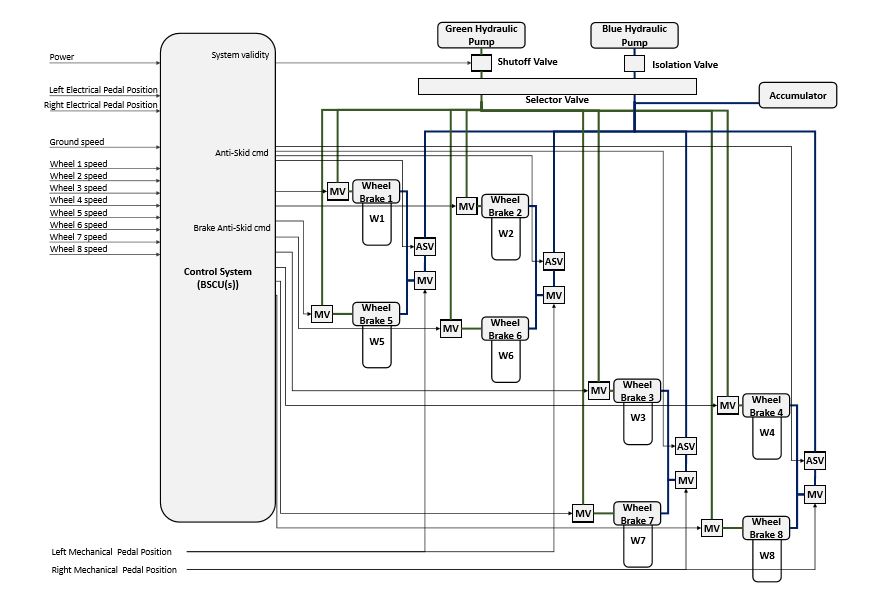 Green Hydraulic
Pump
Blue Hydraulic
Pump
System validity
Power
Shutoff Valve
Isolation Valve
Left Electrical Pedal Position
Right Electrical Pedal Position
Selector Valve
Accumulator
Ground speed
Anti-Skid cmd
Wheel 1 speed
Wheel 2 speed
Wheel 3 speed
Wheel 4 speed
Wheel 5 speed
Wheel 6 speed
Wheel 7 speed
Wheel 8 speed
Brake Anti-Skid cmd
Control System
(BSCU(s))
MV
Wheel
Brake 1
W1
MV
Wheel
Brake 2
W2
ASV
MV
ASV
MV
MV
Wheel
Brake 5
W5
MV
Wheel
Brake 6
W6
MV
Wheel
Brake 3
W3
MV
Wheel
Brake 4
W4
ASV
MV
ASV
MV
MV
Wheel
Brake 7
W7
MV
Wheel
Brake 8
W8
Left Mechanical Pedal Position
Right Mechanical Pedal Position